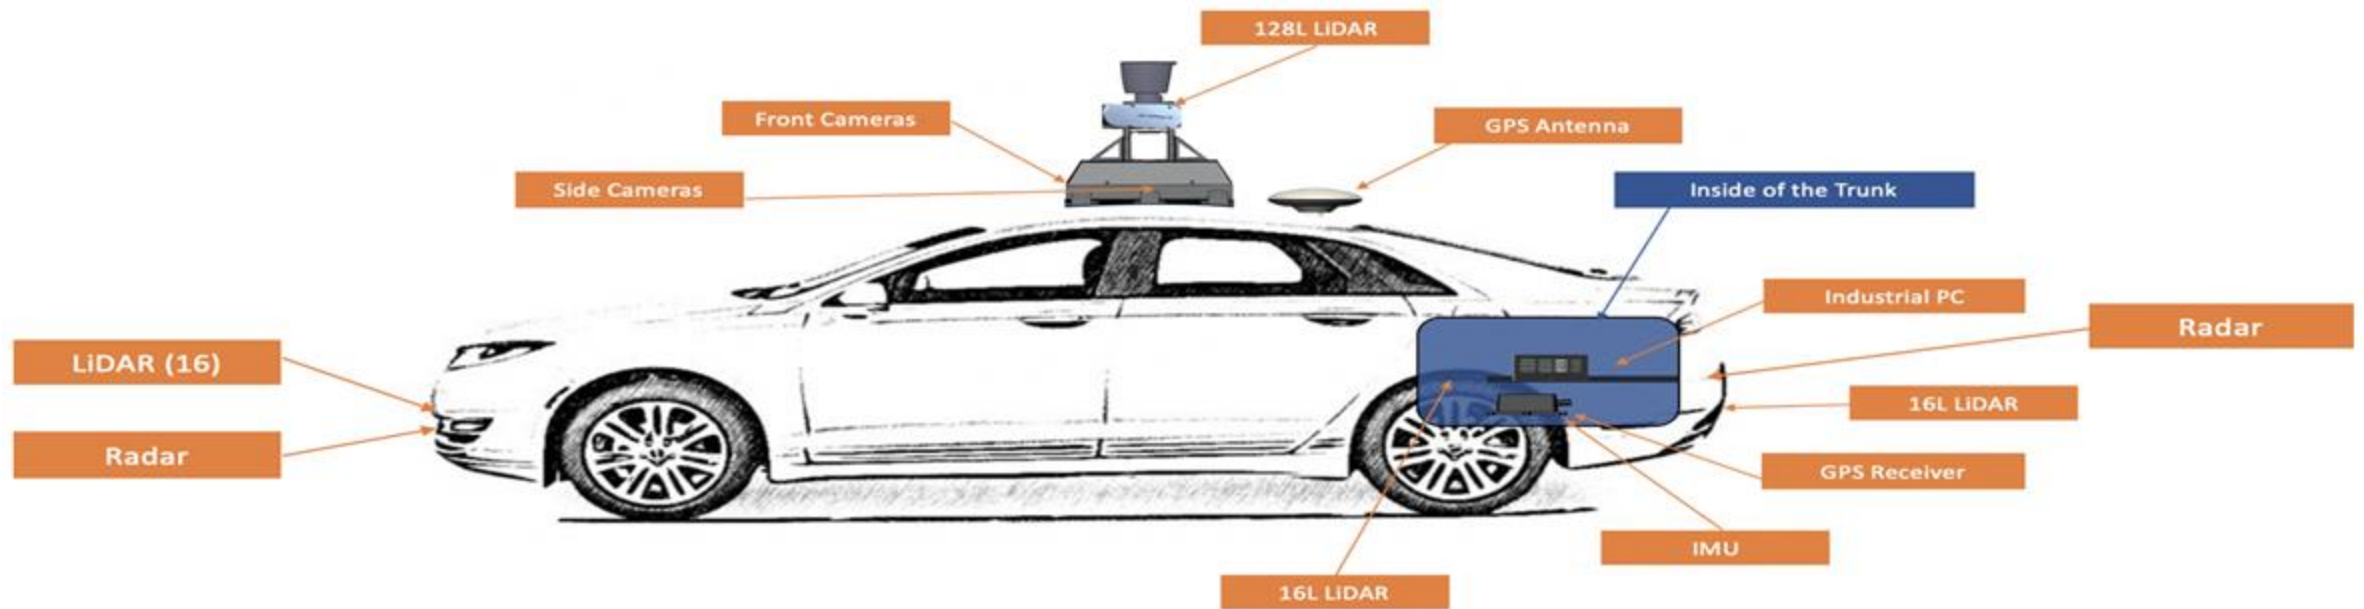 128L LiDAR
Front Cameras
GPS Antenna
Side Cameras
Inside of the Trunk
Industrial PC
Radar
LiDAR (16)
16L LiDAR
Radar
GPS Receiver
IMU
16L LiDAR